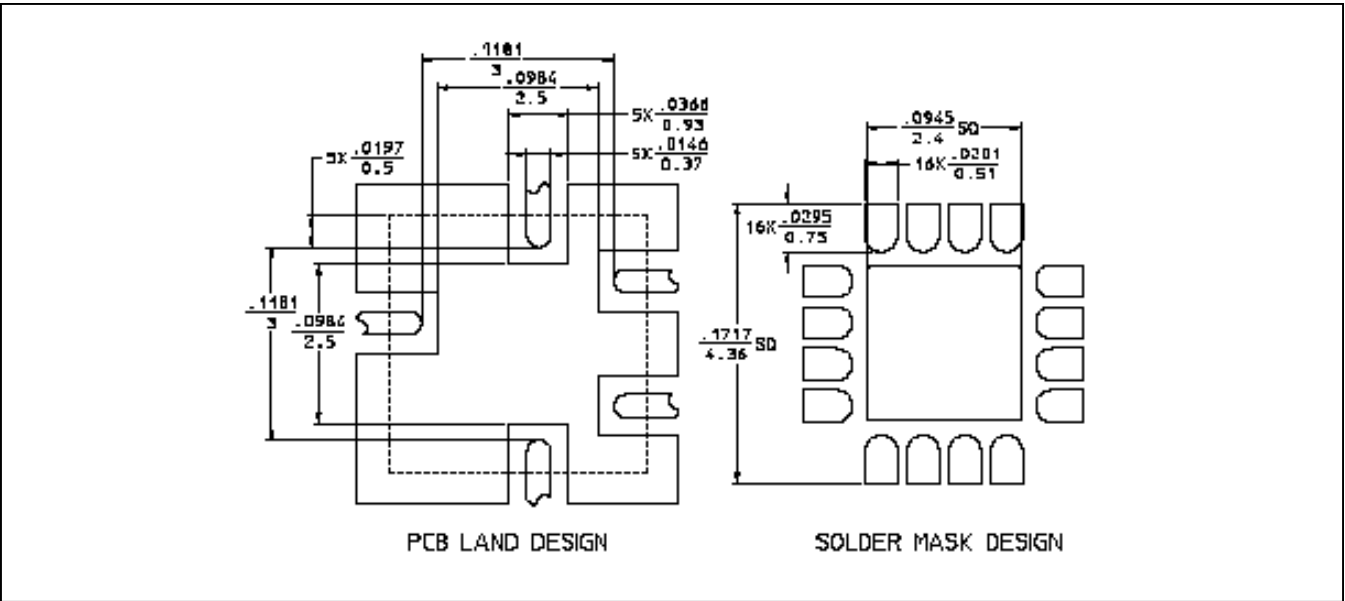 .1181
3
.0984
2.5
5X .0366
0.93
5X .0146
0.37
5X .0197
0.5
.1181
3
.0984
2.5
PCB LAND DESIGN
.0945 SQ
2.4
16X .0201
0.51
16X .0295
0.75
.1717 SQ
4.36
SOLDER MASK DESIGN